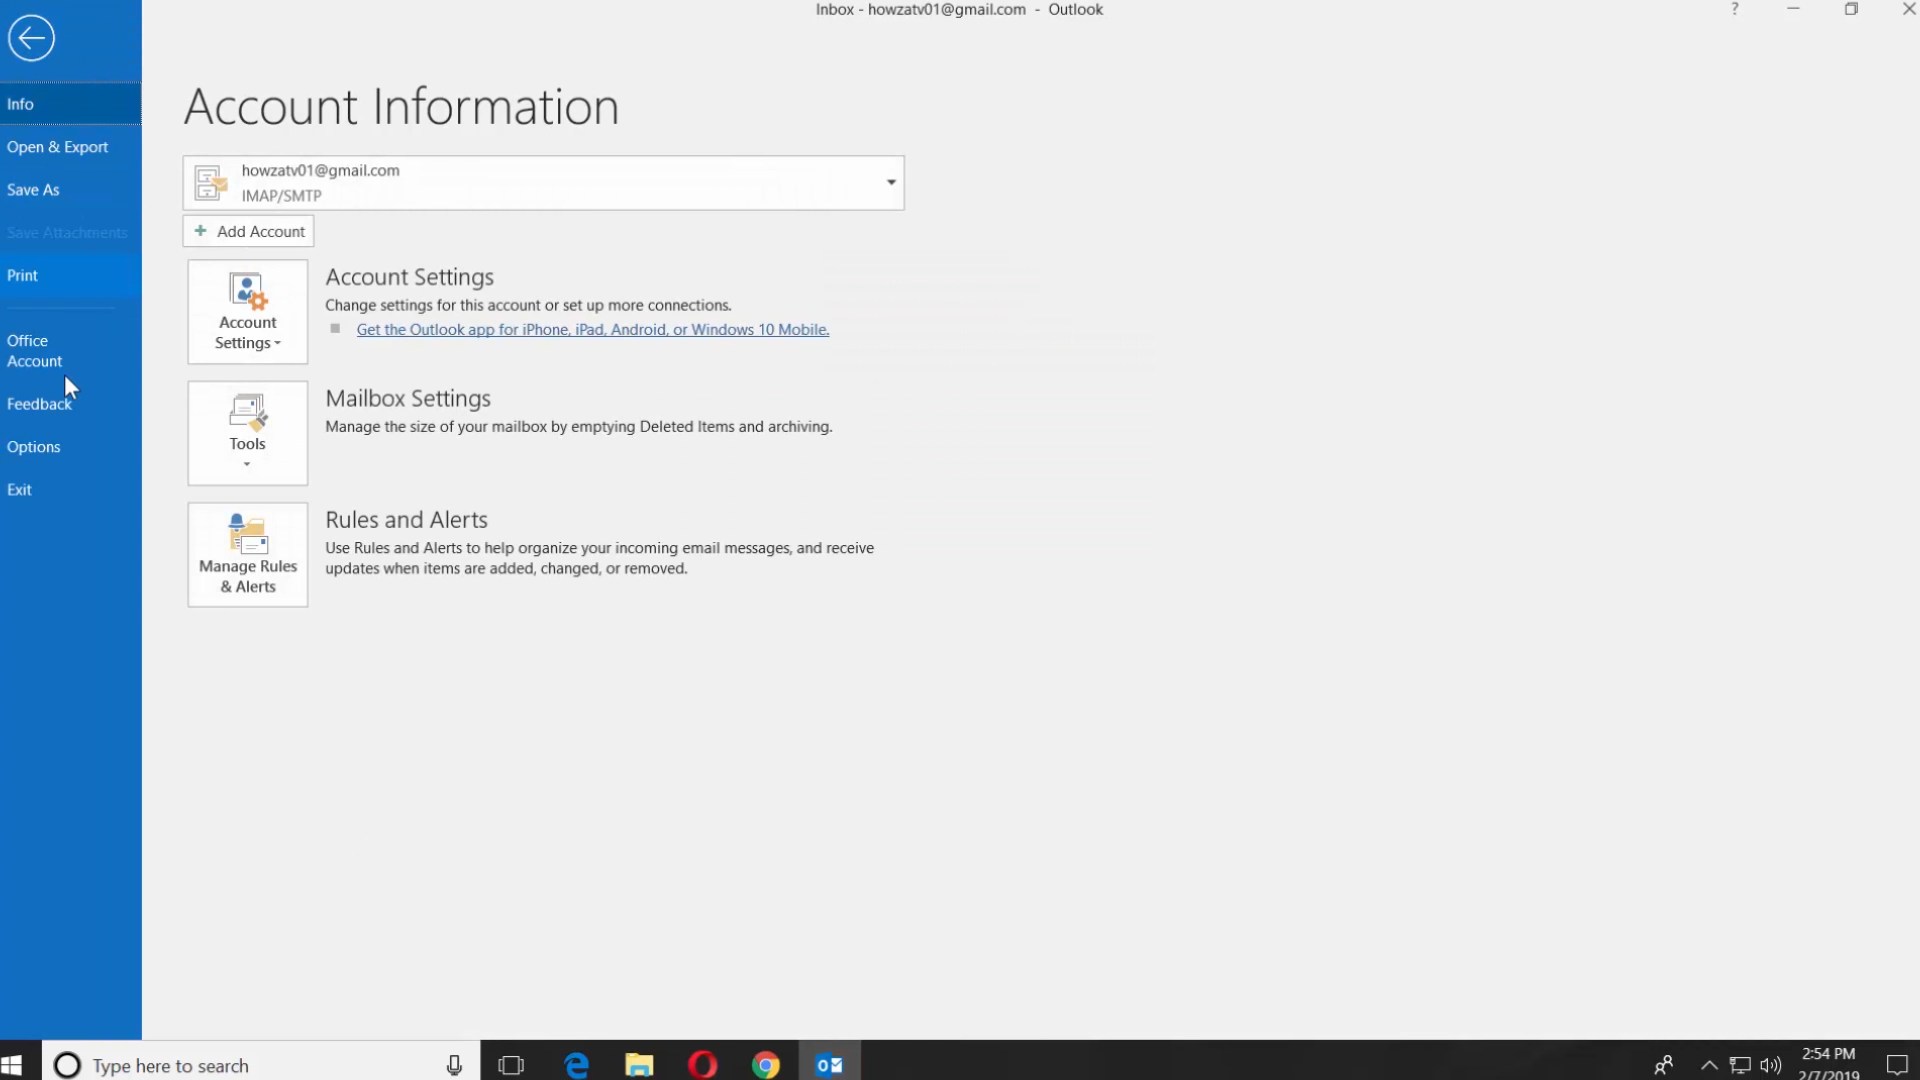 Inbox - howzatv01@gmail.com - Outlook
?
Info
Open & Export
Save As
Save Attachments
Print
Office
Account
Feedback
Options
Exit
Account Information
howzatv01@gmail.com
IMAP/SMTP
+ Add Account
Account
Settings
Account Settings
Change settings for this account or set up more connections.
Get the Outlook app for iPhone, iPad, Android, or Windows 10 Mobile.
Tools
Mailbox Settings
Manage the size of your mailbox by emptying Deleted Items and archiving.
Manage Rules
& Alerts
Rules and Alerts
Use Rules and Alerts to help organize your incoming email messages, and receive
updates when items are added, changed, or removed.
Type here to search
2:54 PM
2/7/2019